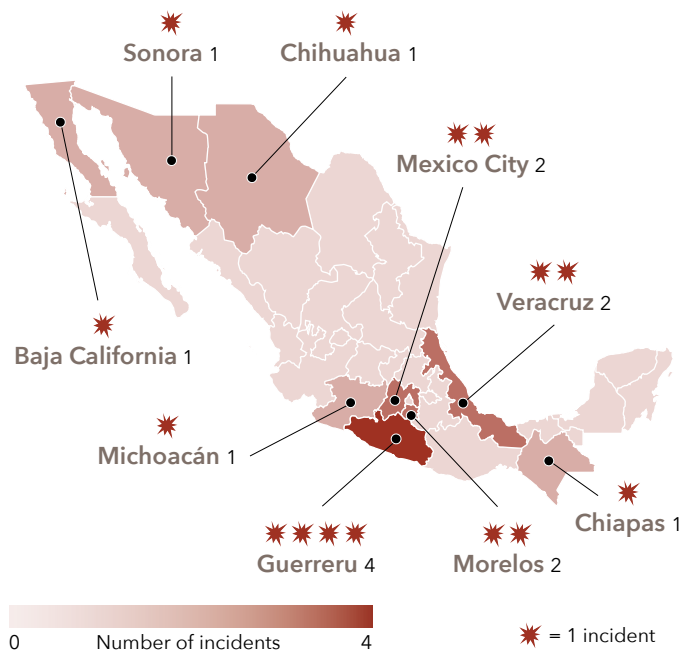 Sonora 1
Chihuahua 1
Mexico City 2
Veracruz 2
Baja California 1
Michoacán 1
Chiapas 1
Guerreru 4
Morelos 2
0 Number of incidents 4
= 1 incident